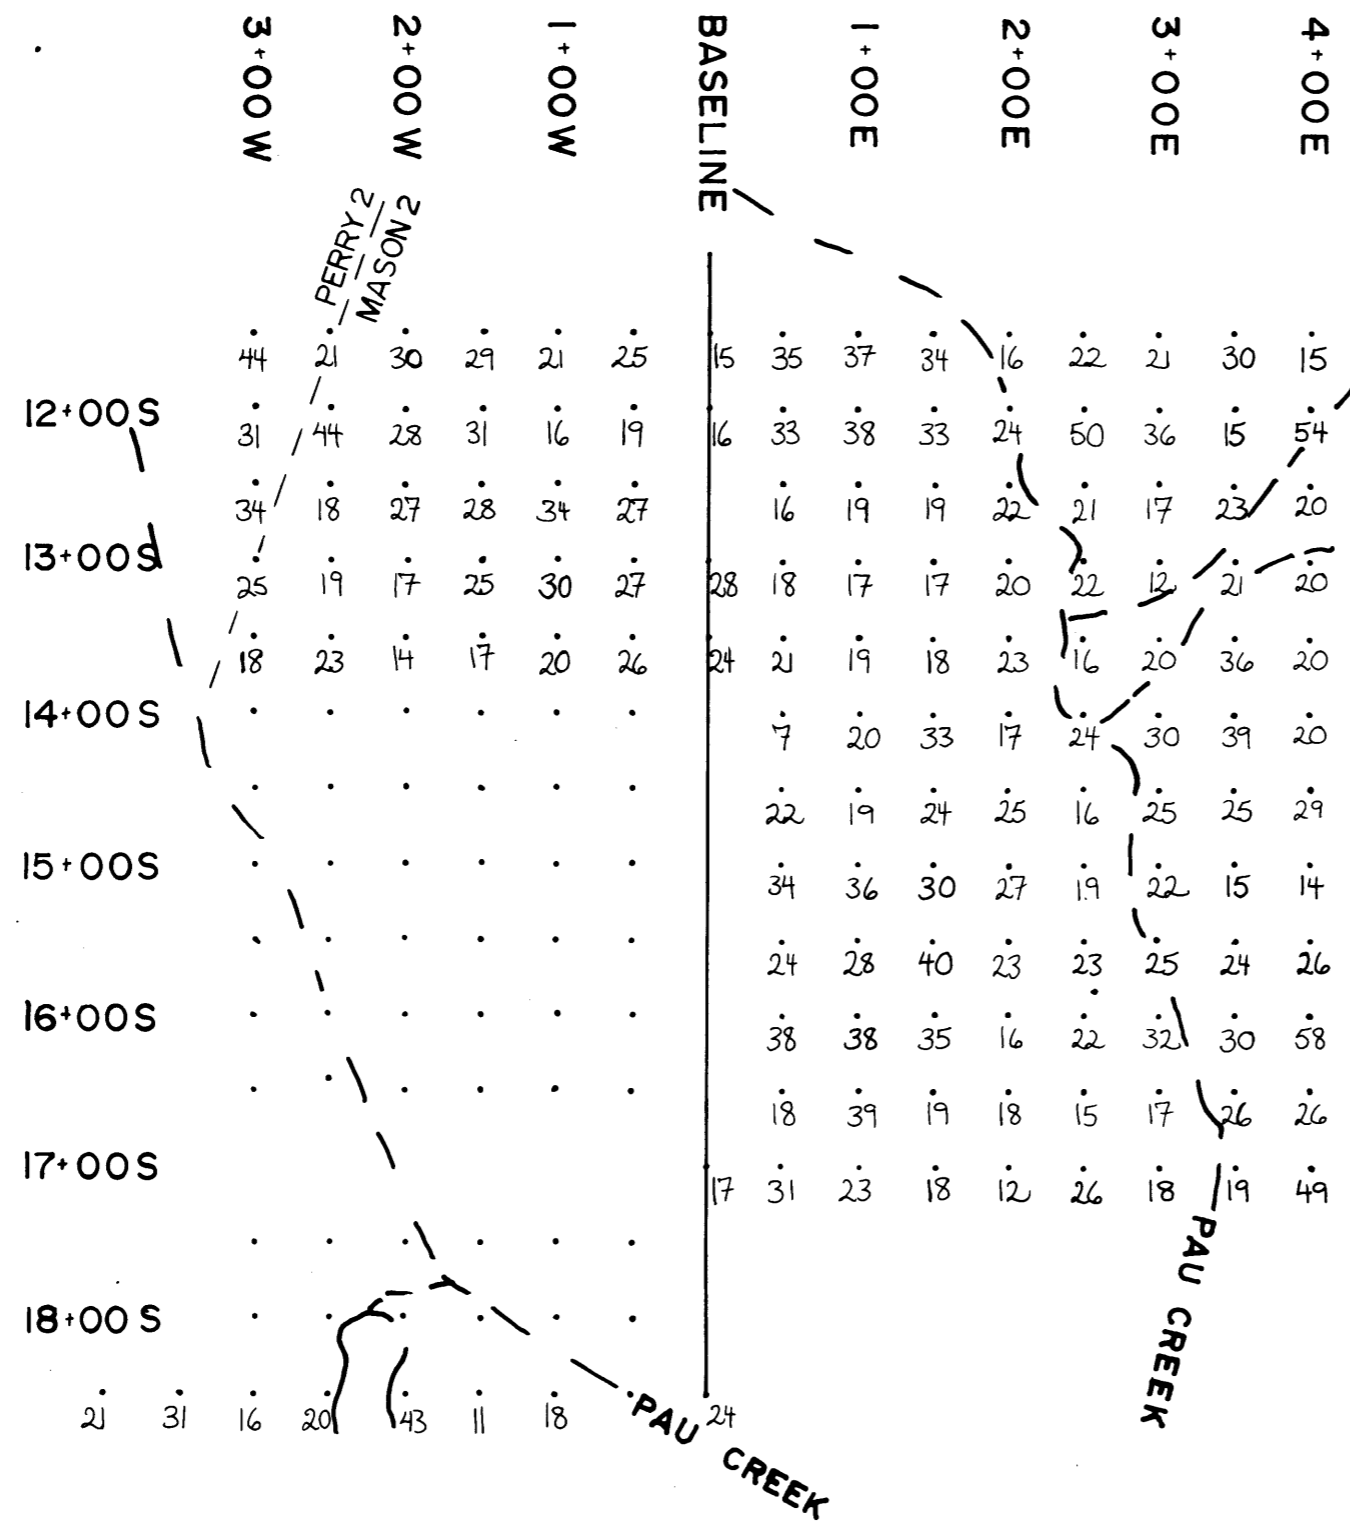 3+00W 2+00W 1+00W BASELINE 1+00E 2+00E 3+00E 4+00E
PERRY 2
MASON 2
44 21 30 29 21 25 15 35 37 34 16 22 21 30 15
12+00S
31 44 28 31 16 19 16 33 38 33 24 50 36 15 54
34 18 27 28 34 27 16 19 19 22 21 17 23 20
13+00S
25 19 17 25 30 27 28 18 17 17 20 22 12 21 20
18 23 14 17 20 26 24 21 19 18 23 16 20 36 20
14+00S
7 20 33 17 24 30 39 20
22 19 24 25 16 25 25 29
15+00S
34 36 30 27 19 22 15 14
24 28 40 23 23 25 24 26
16+00S
38 38 35 16 22 32 30 58
18 39 19 18 15 17 26 26
17+00S
17 31 23 18 12 26 18 19 49
PAU CREEK
18+00S
21 31 16 20 43 11 18 24
PAU CREEK